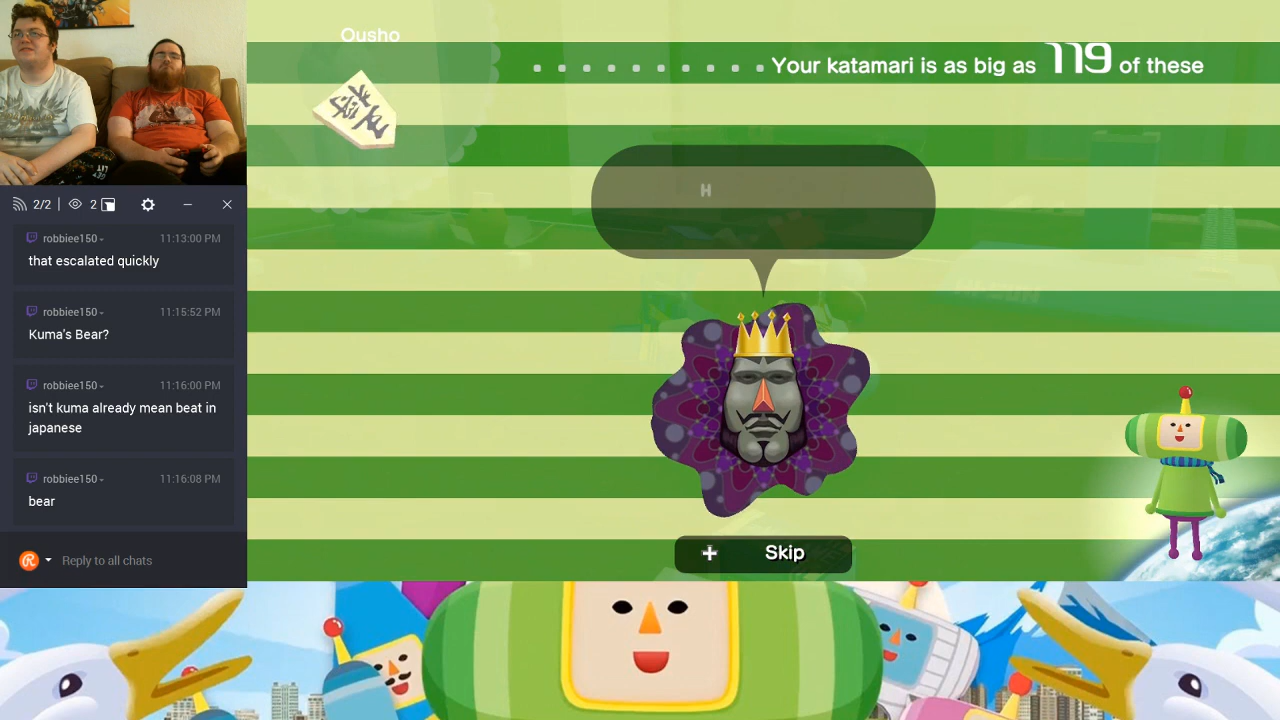 Ousho
Your katamari is as big as 119 of these
H
2/2
2
robbiee150
11:13:00 PM
that escalated quickly
robbiee150
11:15:52 PM
Kuma's Bear?
robbiee150
11:16:00 PM
isn't kuma already mean beat in
japanese
robbiee150
11:16:08 PM
bear
Reply to all chats
+ Skip